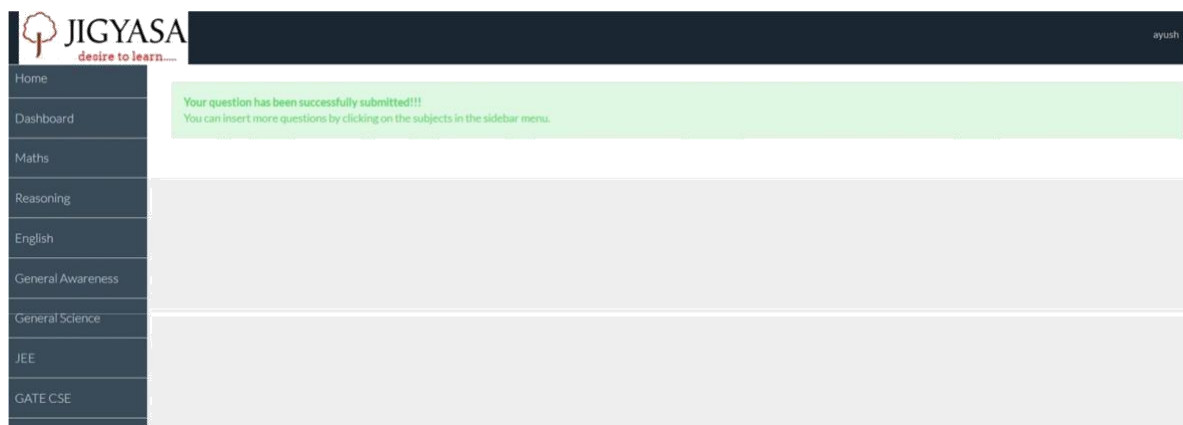 JIGYASA
desire to learn.....
ayush
Home
Dashboard
Maths
Reasoning
English
General Awareness
General Science
JEE
GATE CSE
Your question has been successfully submitted!!!
You can insert more questions by clicking on the subjects in the sidebar menu.